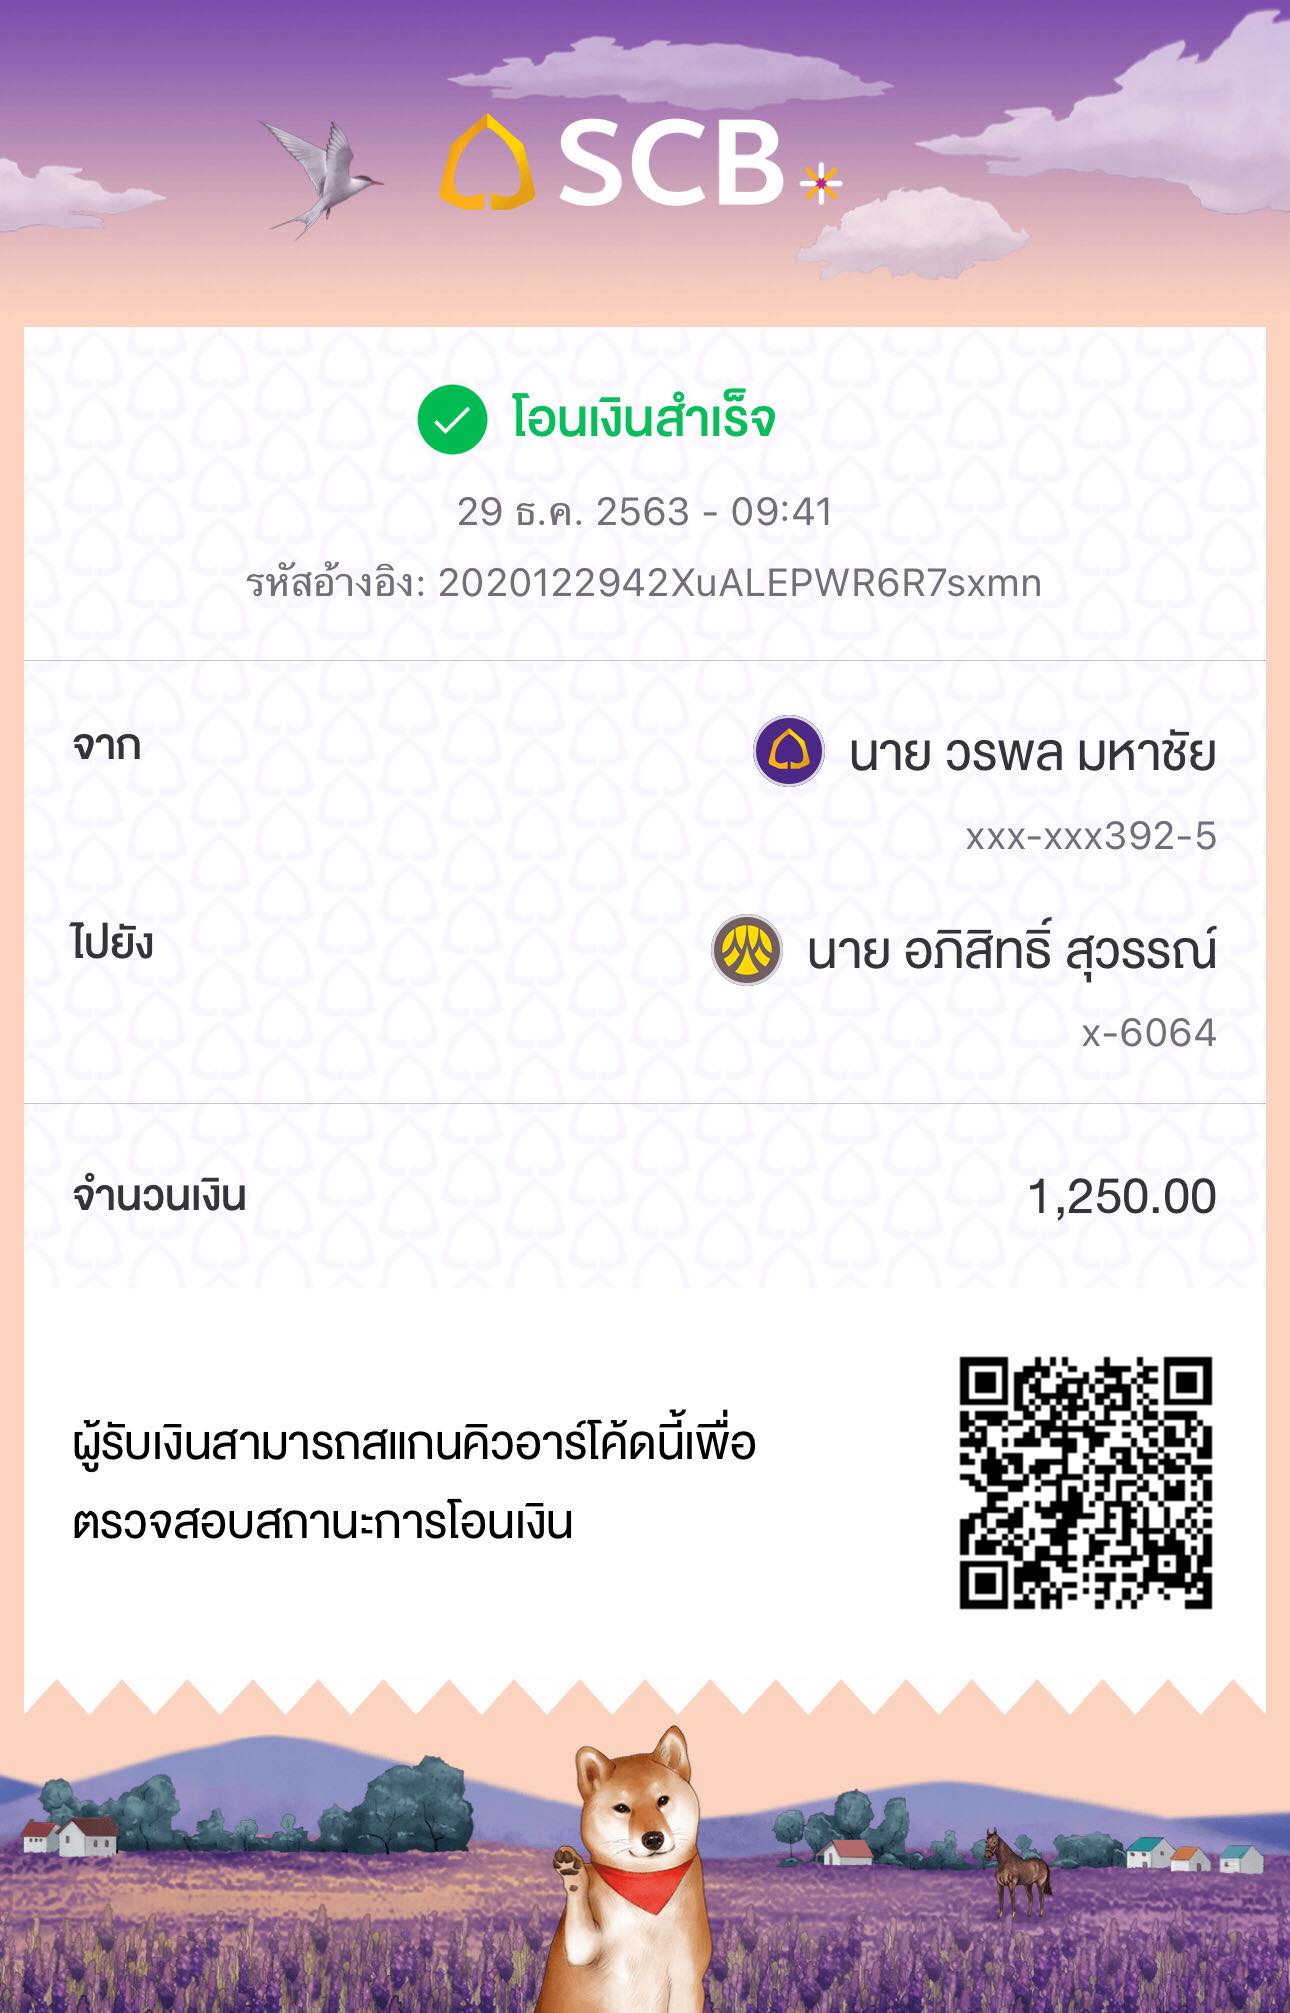 SCB
โอนเงินสำเร็จ
29 ธ.ค. 2563 - 09:41
รหัสอ้างอิง: 2020122942XuALEPWR6R7sxmn
จาก
นาย วรพล มหาชัย
xxx-xxx392-5
ไปยัง
นาย อภิสิทธิ์ สุวรรณ์
x-6064
จำนวนเงิน
1,250.00
ผู้รับเงินสามารถสแกนคิวอาร์โค้ดนี้เพื่อ
ตรวจสอบสถานะการโอนเงิน